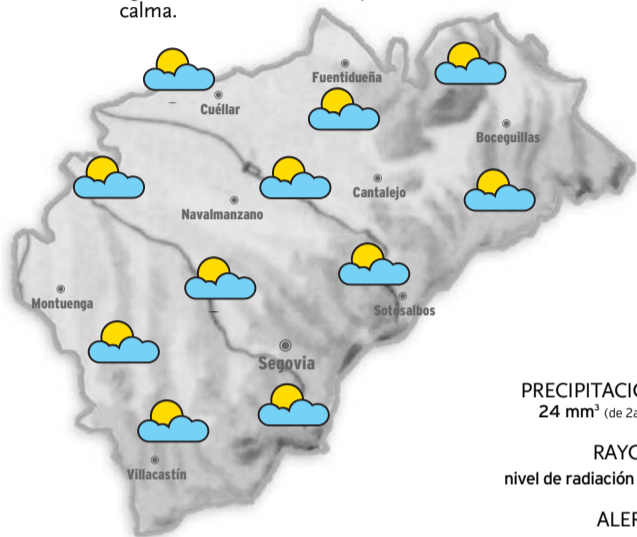 calma.
Fuentidueña
Cuéllar
Boceguillas
Cantalejo
Navalmanzano
Montuenga
Sotosalbos
Segovia
PRECIPITACIO
24 mm³ (de 2a
RAYO
nivel de radiación
ALER
Villacastín